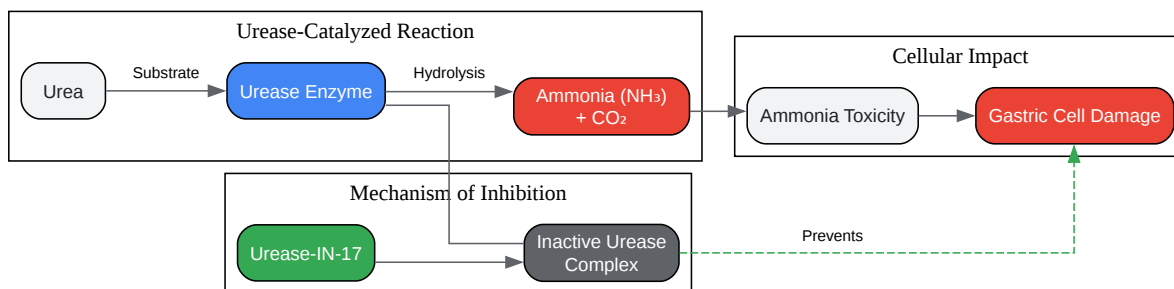 Urease-Catalyzed Reaction
Urea
Substrate
Urease Enzyme
Hydrolysis
Ammonia (NH₃)
+ CO₂
Cellular Impact
Ammonia Toxicity
Gastric Cell Damage
Mechanism of Inhibition
Urease-IN-17
Inactive Urease
Complex
Prevents